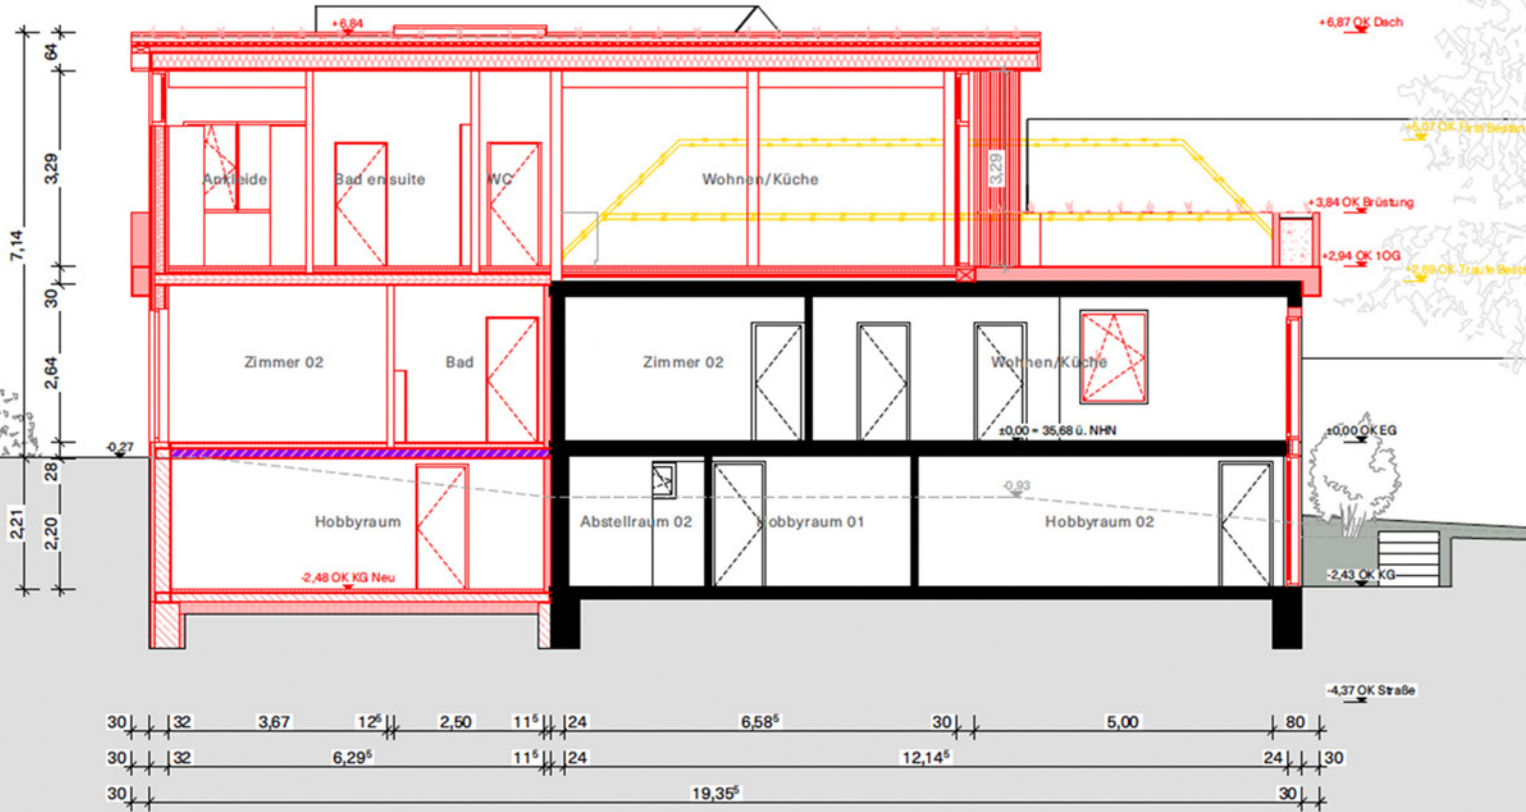 +6,84
+6,87 OK Dach
64
+5,07 OK First Bestand
3,29
Ankleide
Bad en suite
WC
Wohnen/Küche
3,29
+3,84 OK Brüstung
7,14
+2,94 OK 1OG
30
Zimmer 02
Bad
Zimmer 02
Wohnen/Küche
2,64
±0,00 = 35,68 ü. NHN
±0,00 OK EG
-0,27
28
-0,93
2,21
2,20
Hobbyraum
Abstellraum 02
Hobbyraum 01
Hobbyraum 02
-2,48 OK KG Neu
-2,43 OK KG
-4,37 OK Straße
30 32 3,67 12⁵ 2,50 11⁵ 24 6,58⁵ 30 5,00 80
30 32 6,29⁵ 11⁵ 24 12,14⁵ 24 30
30 19,35⁵ 30